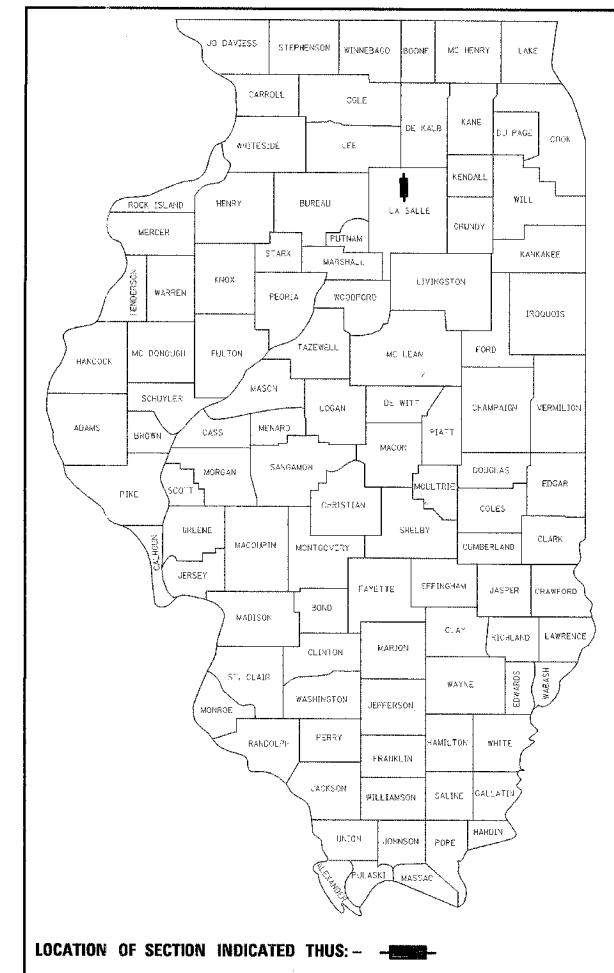 JO DAVIESS STEPHENSON WINNEBAGO BOONE MC HENRY LAKE
CARROLL OGLE DE KALB KANE DU PAGE COOK
WHITESIDE LEE KENDALL WILL
ROCK ISLAND HENRY BUREAU LA SALLE GRUNDY
MERCER PUTNAM KANKAKEE
STARK MARSHALL
HENDERSON WARREN KNOX PEORIA WOODFORD LIVINGSTON IROQUOIS
HANCOCK MC DONOUGH FULTON TAZEWELL MC LEAN FORD
SCHUYLER MASON LOGAN DE WITT CHAMPAIGN VERMILION
ADAMS BROWN CASS MENARD MACON PIATT
PIKE SCOTT MORGAN SANGAMON CHRISTIAN MOULTRIE DOUGLAS EDGAR
COLES
CALHOUN GREENE MACOUPIN MONTGOVERY SHELBY CUMBERLAND CLARK
JERSEY FAYETTE EFFINGHAM JASPER CRAWFORD
MADISON BOND
CLAY RICHLAND LAWRENCE
CLINTON MARION
ST. CLAIR WAYNE EDWARDS WABASH
MONROE WASHINGTON JEFFERSON
RANDOLPH PERRY HAMILTON WHITE
FRANKLIN
JACKSON WILLIAMSON SALINE GALLATIN
UNION JOHNSON POPE HARDIN
ALEXANDER PULASKI MASSAC
LOCATION OF SECTION INDICATED THUS: -